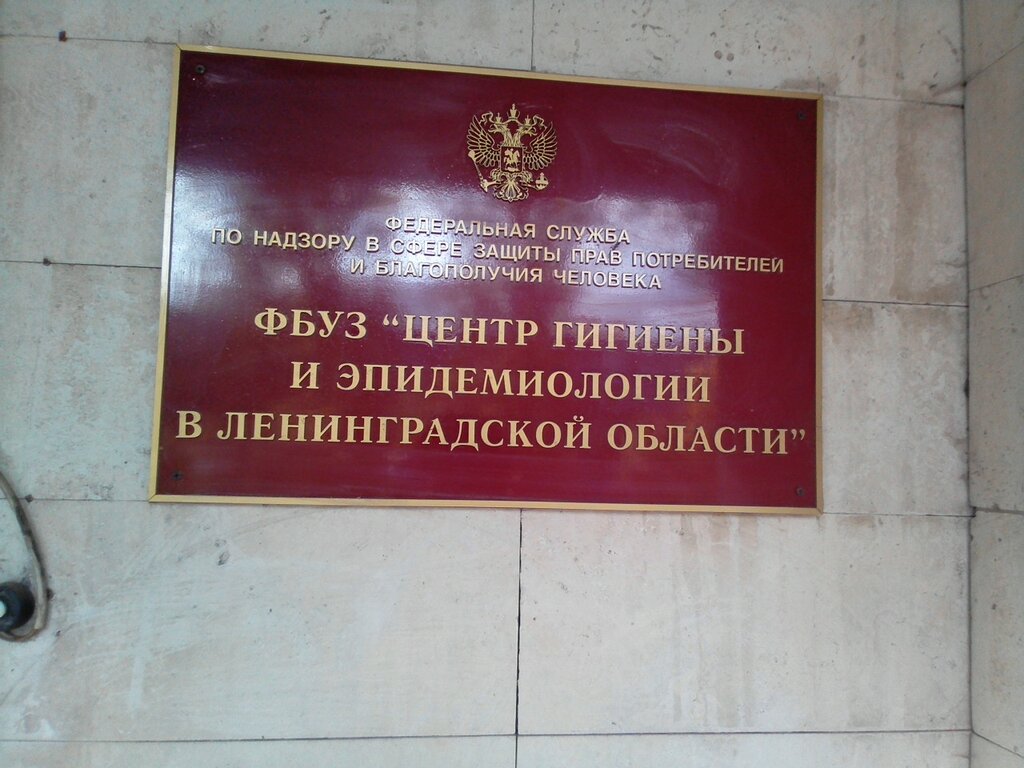 ФЕДЕРАЛЬНАЯ СЛУЖБА
ПО НАДЗОРУ В СФЕРЕ ЗАЩИТЫ ПРАВ ПОТРЕБИТЕЛЕЙ
И БЛАГОПОЛУЧИЯ ЧЕЛОВЕКА
ФБУЗ “ЦЕНТР ГИГИЕНЫ
И ЭПИДЕМИОЛОГИИ
В ЛЕНИНГРАДСКОЙ ОБЛАСТИ”